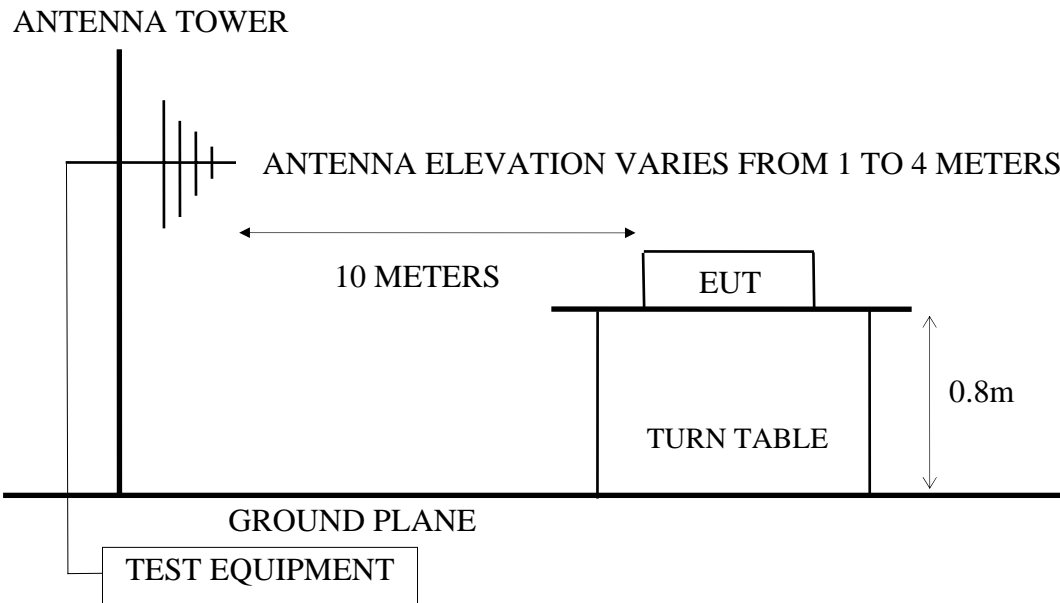 ANTENNA TOWER
ANTENNA ELEVATION VARIES FROM 1 TO 4 METERS
10 METERS
EUT
0.8m
TURN TABLE
GROUND PLANE
TEST EQUIPMENT